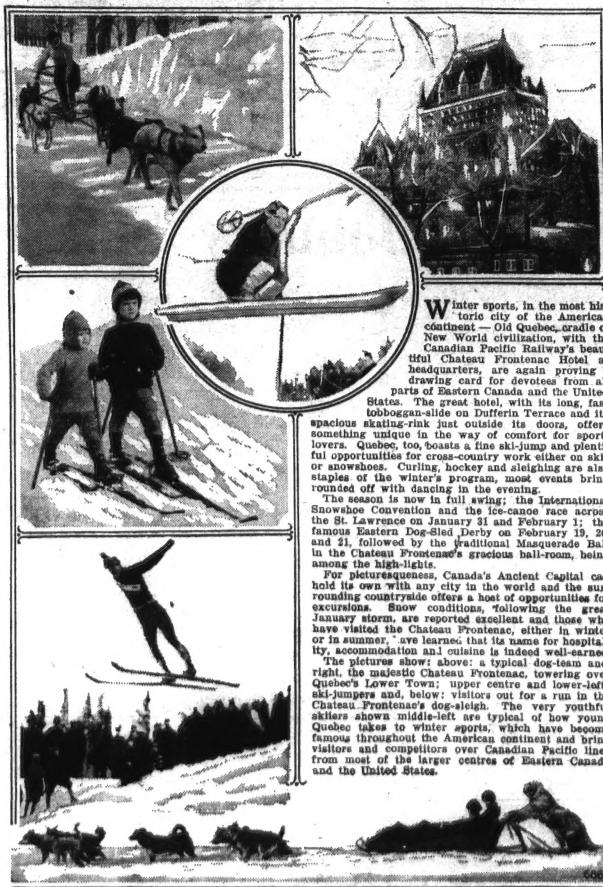 Winter sports, in the most his
toric city of the America
continent — Old Quebec, cradle o
New World civilization, with th
Canadian Pacific Railway's beau
tiful Chateau Frontenac Hotel a
headquarters, are again proving
drawing card for devotees from al
parts of Eastern Canada and the Unite
States. The great hotel, with its long, fas
tobboggan-slide on Dufferin Terrace and it
spacious skating-rink just outside its doors, offer
something unique in the way of comfort for sport
lovers. Quebec, too, boasts a fine ski-jump and plenti
ful opportunities for cross-country work either on ski
or snowshoes. Curling, hockey and sleighing are als
staples of the winter's program, most events brin
rounded off with dancing in the evening.
The season is now in full swing; the Internationa
Snowshoe Convention and the ice-canoe race acros
the St. Lawrence on January 31 and February 1; th
famous Eastern Dog-Sled Derby on February 19, 20
and 21, followed by the traditional Masquerade Bal
in the Chateau Frontenac's gracious ball-room, bein
among the high-lights.
For picturesqueness, Canada's Ancient Capital ca
hold its own with any city in the world and the sur
rounding countryside offers a host of opportunities fo
excursions. Snow conditions, following the grea
January storm, are reported excellent and those wh
have visited the Chateau Frontenac, either in winte
or in summer, ave learned that its name for hospital
ity, accommodation and cuisine is indeed well-earned
The pictures show: above: a typical dog-team and
right, the majestic Chateau Frontenac, towering ove
Quebec's Lower Town; upper centre and lower-left
ski-jumpers and, below: visitors out for a run in th
Chateau Frontenac's dog-sleigh. The very youthfu
skiiers shown middle-left are typical of how youn
Quebec takes to winter sports, which have becom
famous throughout the American continent and brin
visitors and competitors over Canadian Pacific line
from most of the larger centres of Eastern Canad
and the United States.